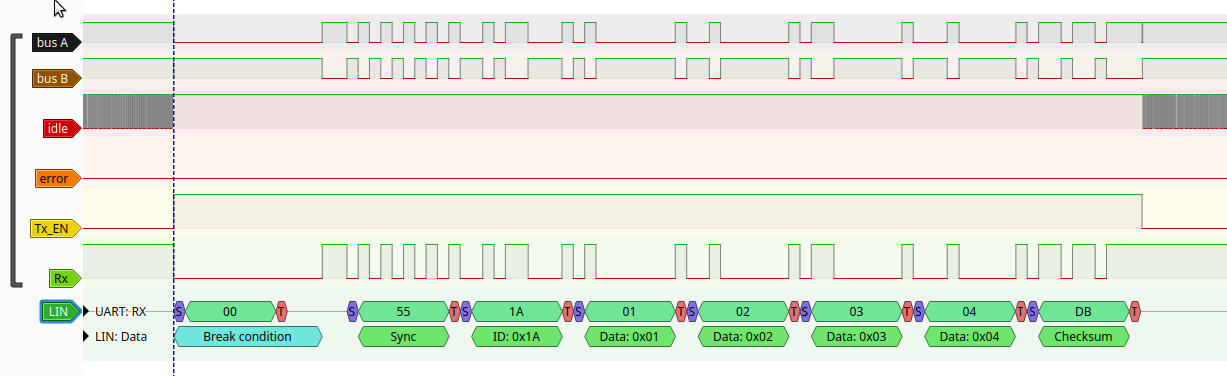 bus A
bus B
idle
error
Tx_EN
Rx
LIN UART: RX S 00 T S 55 T S 1A T S 01 T S 02 T S 03 T S 04 T S DB T
LIN: Data Break condition Sync ID: 0x1A Data: 0x01 Data: 0x02 Data: 0x03 Data: 0x04 Checksum